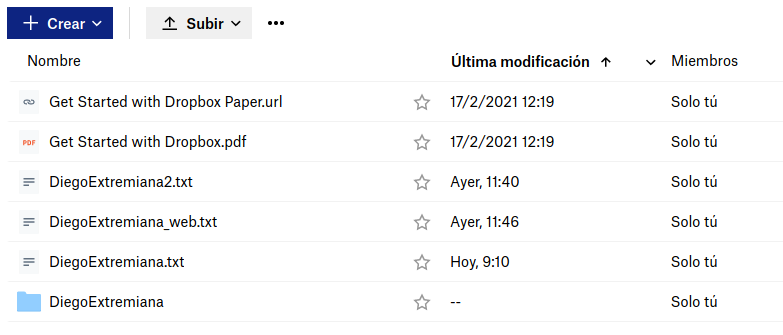 Crear Subir
Nombre Última modificación Miembros
Get Started with Dropbox Paper.url 17/2/2021 12:19 Solo tú
PDF Get Started with Dropbox.pdf 17/2/2021 12:19 Solo tú
DiegoExtremiana2.txt Ayer, 11:40 Solo tú
DiegoExtremiana_web.txt Ayer, 11:46 Solo tú
DiegoExtremiana.txt Hoy, 9:10 Solo tú
DiegoExtremiana -- Solo tú